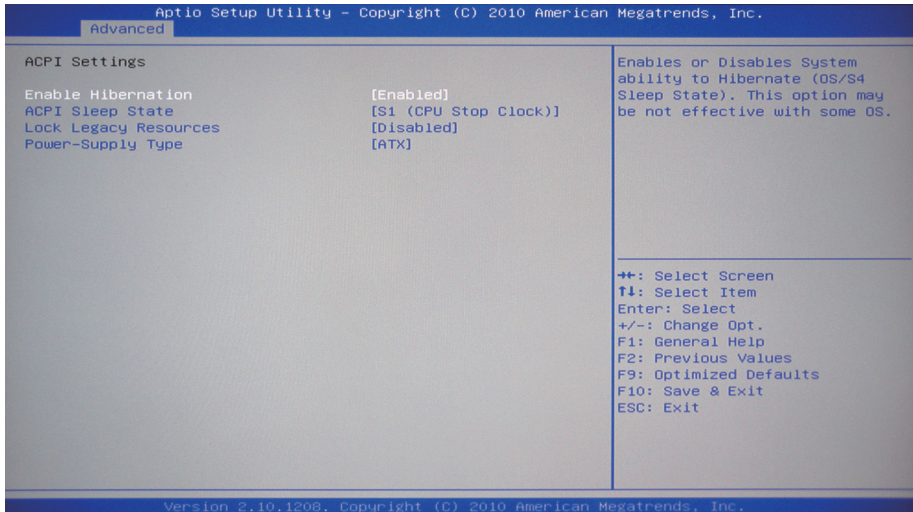 Aptio Setup Utility – Copyright (C) 2010 American Megatrends, Inc.
Advanced
ACPI Settings
Enable Hibernation [Enabled]
ACPI Sleep State [S1 (CPU Stop Clock)]
Lock Legacy Resources [Disabled]
Power-Supply Type [ATX]
Enables or Disables System
ability to Hibernate (OS/S4
Sleep State). This option may
be not effective with some OS.
→←: Select Screen
↑↓: Select Item
Enter: Select
+/-: Change Opt.
F1: General Help
F2: Previous Values
F9: Optimized Defaults
F10: Save & Exit
ESC: Exit
Version 2.10.1208. Copyright (C) 2010 American Megatrends, Inc.